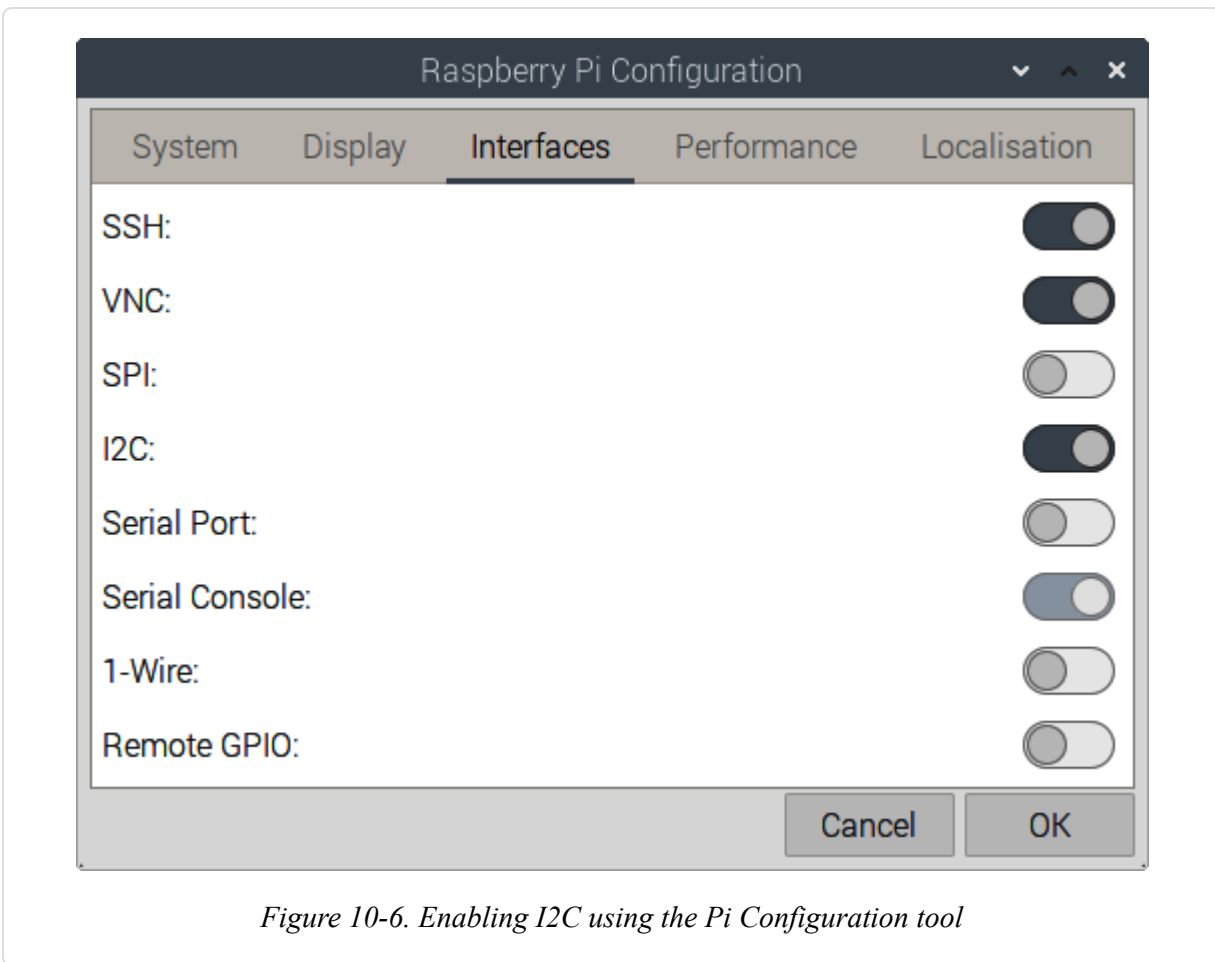 Raspberry Pi Configuration
System Display Interfaces Performance Localisation
SSH:
VNC:
SPI:
I2C:
Serial Port:
Serial Console:
1-Wire:
Remote GPIO:
Cancel OK
Figure 10-6. Enabling I2C using the Pi Configuration tool